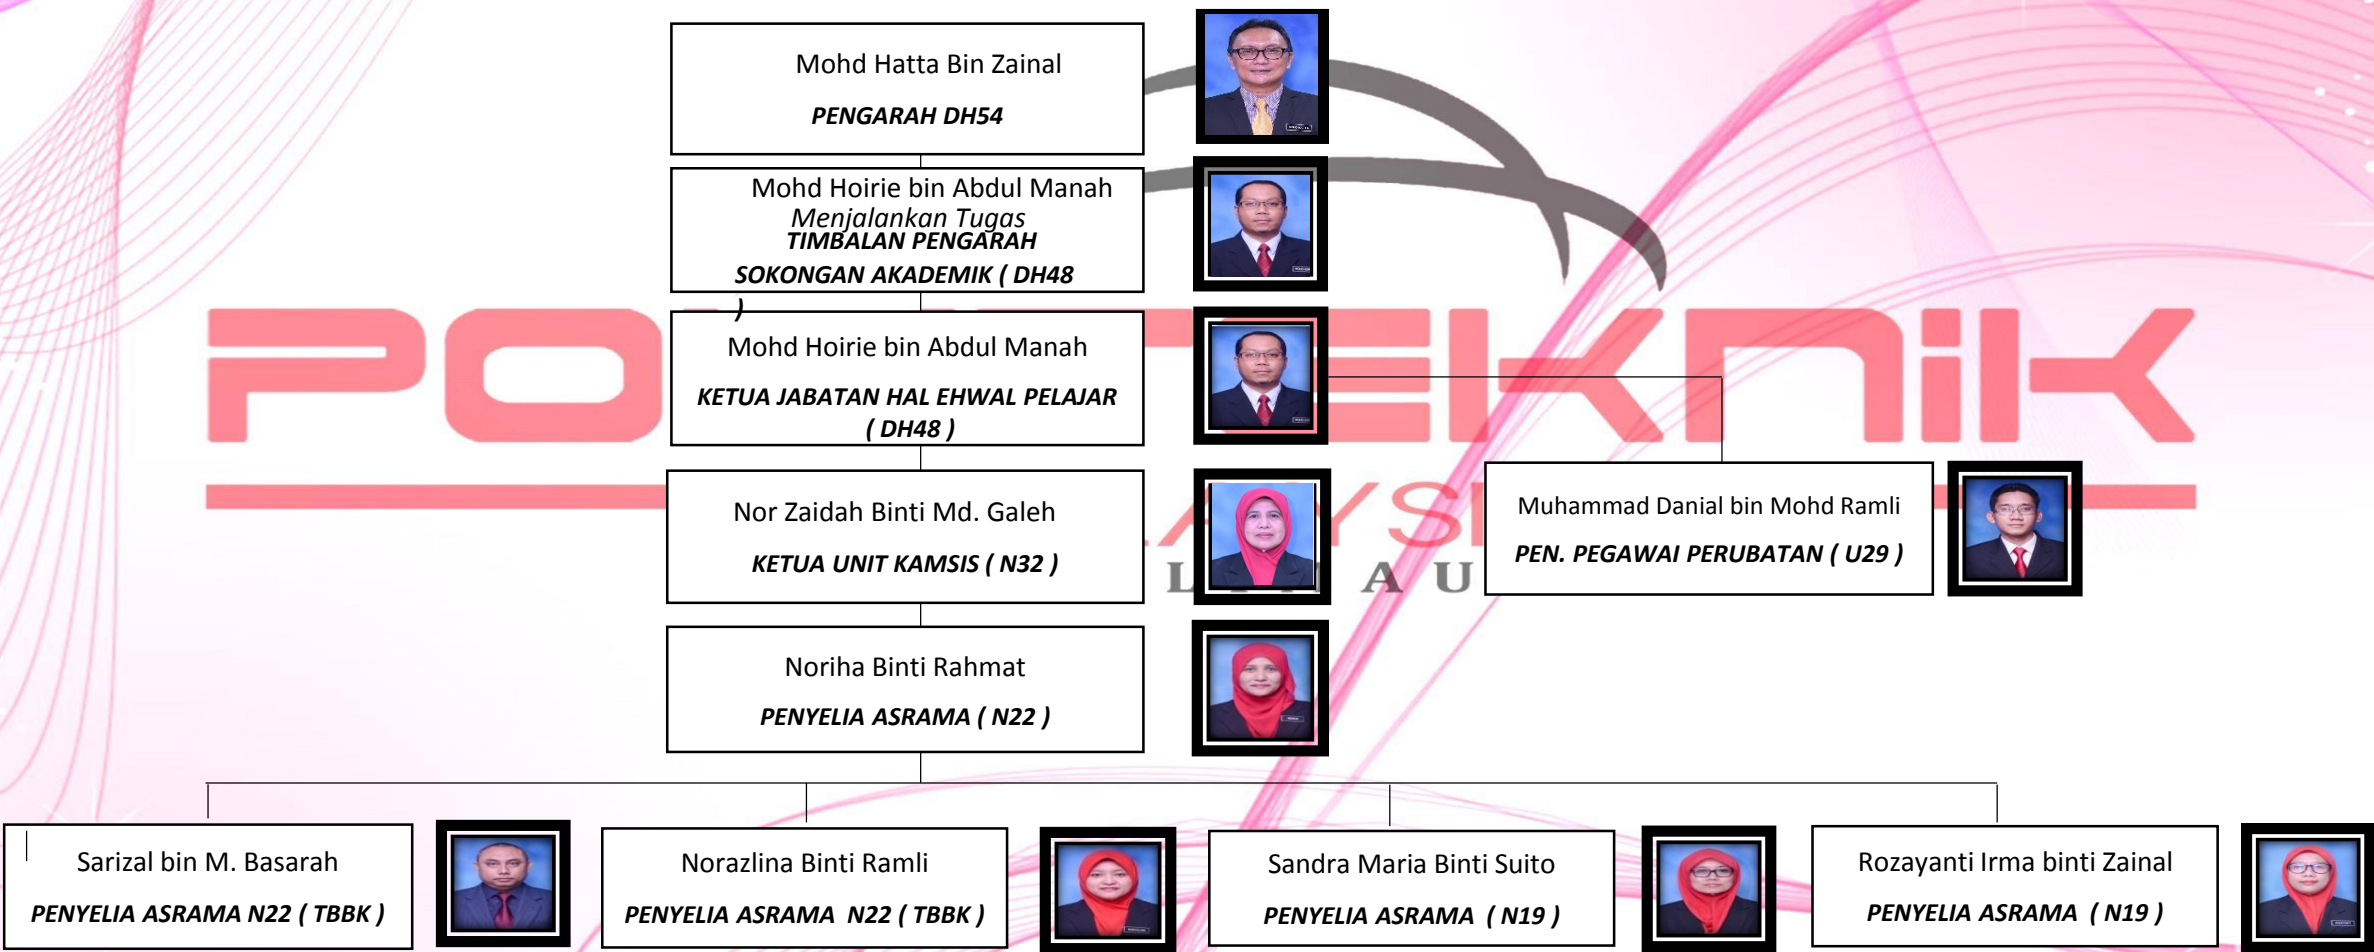 Mohd Hatta Bin Zainal
PENGARAH DH54
Mohd Hoirie bin Abdul Manah
Menjalankan Tugas
TIMBALAN PENGARAH
SOKONGAN AKADEMIK ( DH48
)
Mohd Hoirie bin Abdul Manah
KETUA JABATAN HAL EHWAL PELAJAR
( DH48 )
Nor Zaidah Binti Md. Galeh
KETUA UNIT KAMSIS ( N32 )
Muhammad Danial bin Mohd Ramli
PEN. PEGAWAI PERUBATAN ( U29 )
Noriha Binti Rahmat
PENYELIA ASRAMA ( N22 )
Sarizal bin M. Basarah
PENYELIA ASRAMA N22 ( TBBK )
Norazlina Binti Ramli
PENYELIA ASRAMA N22 ( TBBK )
Sandra Maria Binti Suito
PENYELIA ASRAMA ( N19 )
Rozayanti Irma binti Zainal
PENYELIA ASRAMA ( N19 )